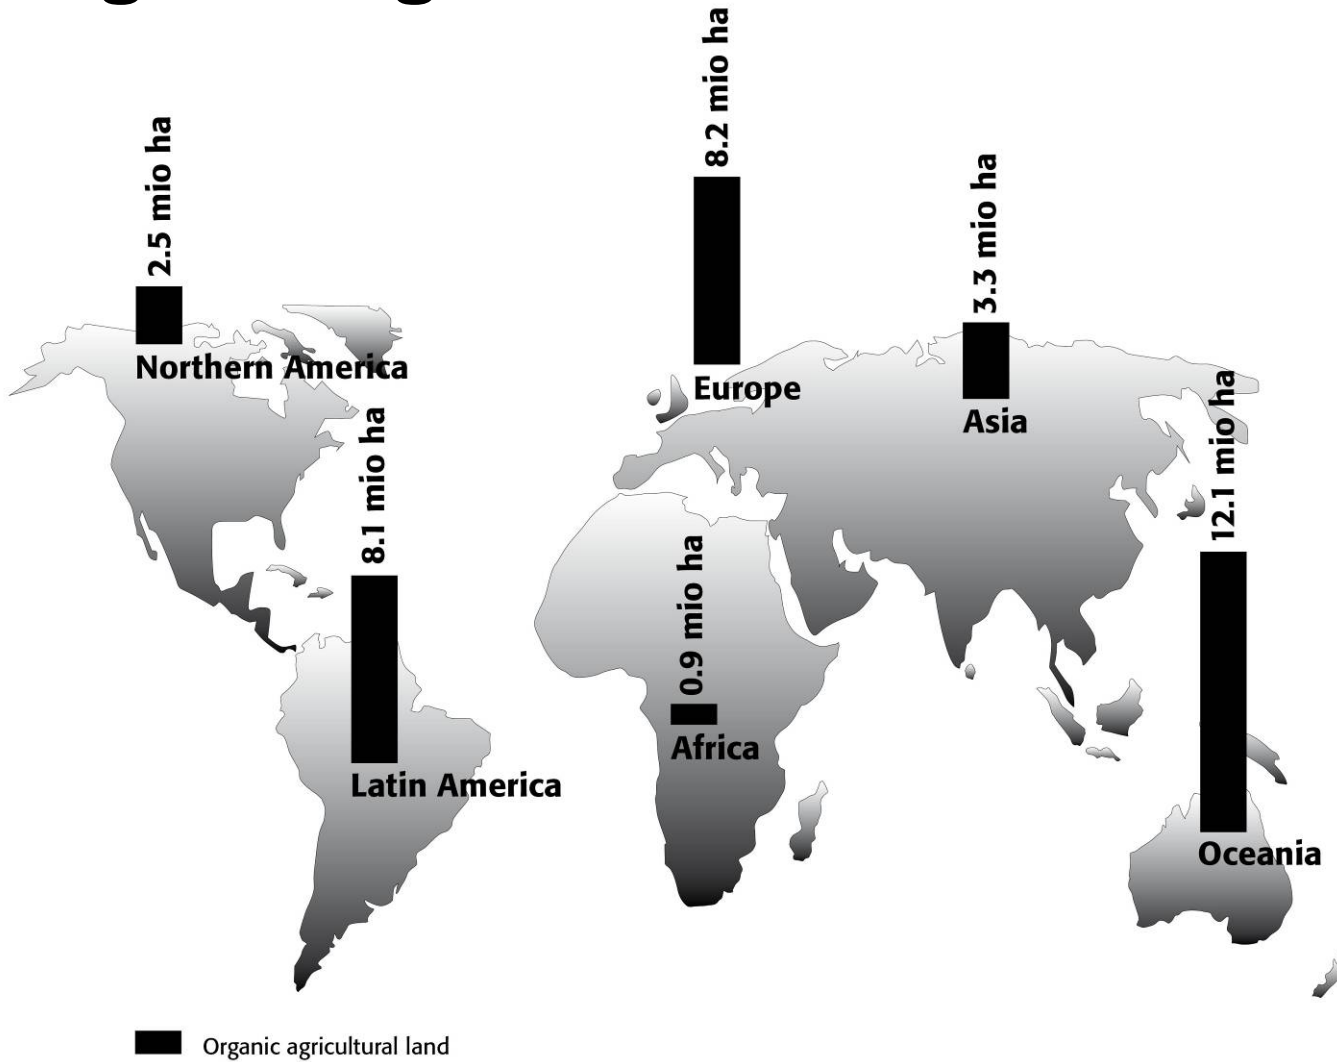 8.2 mio ha
2.5 mio ha
3.3 mio ha
Northern America
Europe
Asia
12.1 mio ha
8.1 mio ha
0.9 mio ha
Africa
Latin America
Oceania
Organic agricultural land